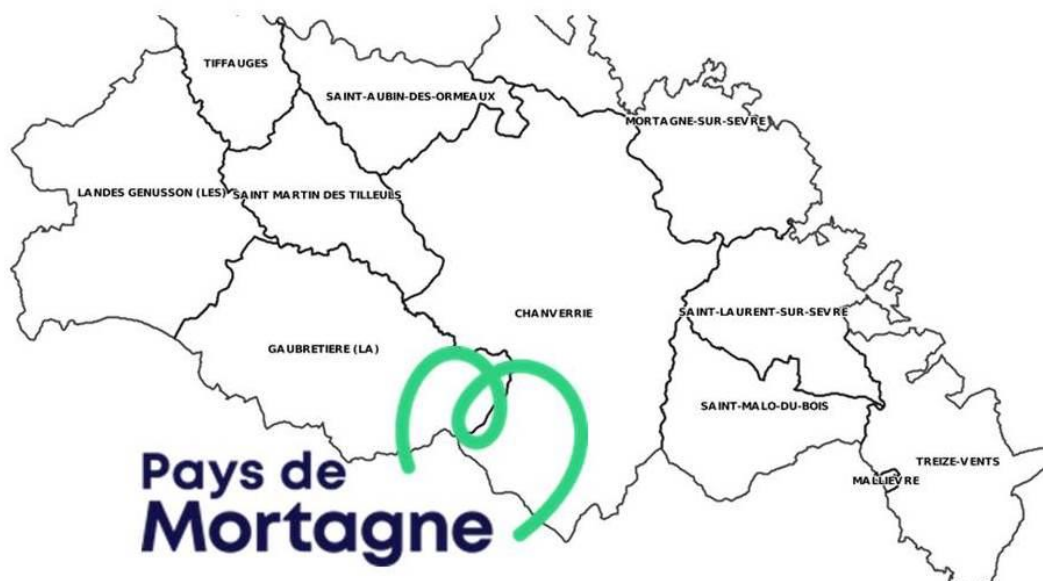 TIFFAUGES
SAINT-AUBIN-DES-ORMEAUX
MORTAGNE-SUR-SEVRE
LANDES GENUSSON (LES)
SAINT MARTIN DES TILLEULS
CHANVERRIE
SAINT-LAURENT-SUR-SEVRE
GAUBRETIERE (LA)
SAINT-MALO-DU-BOIS
TREIZE-VENTS
MALLIEVRE
Pays de
Mortagne